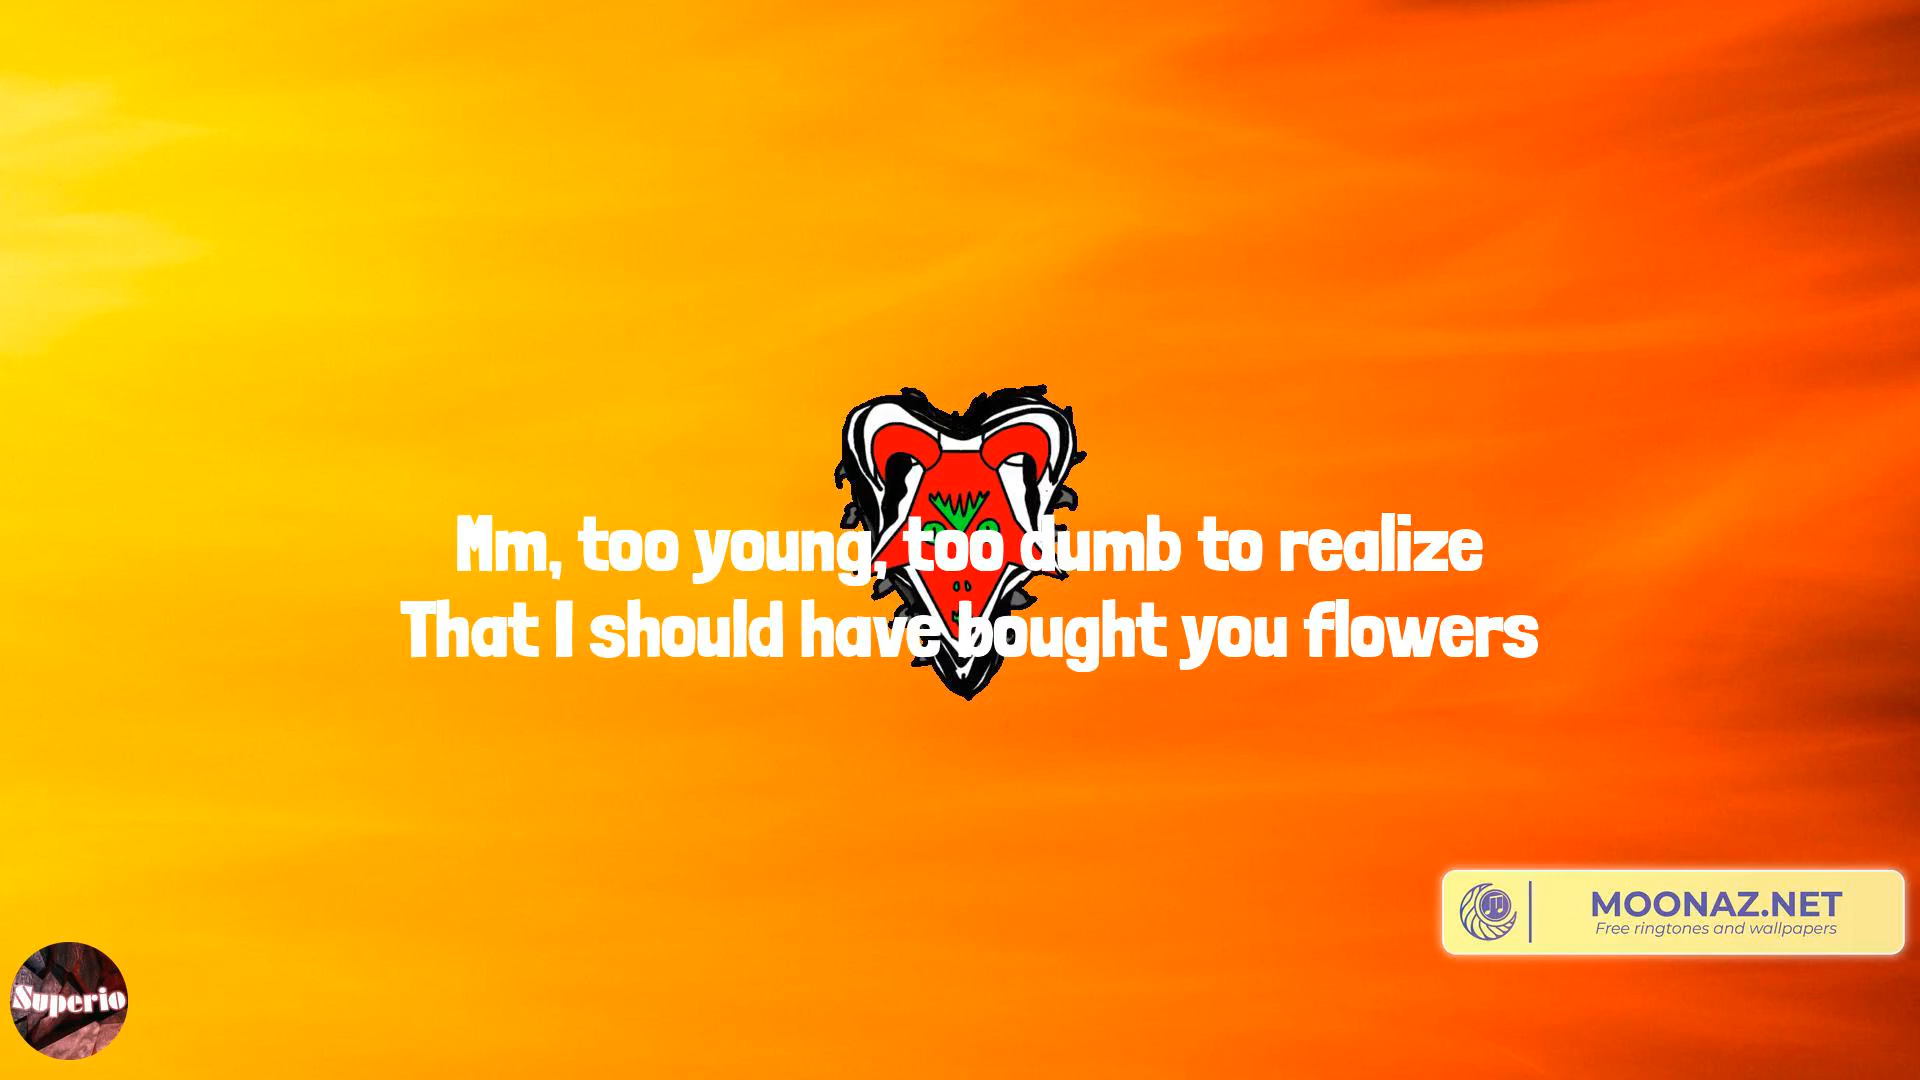 Mm, too young, too dumb to realize
That I should have bought you flowers
MOONAZ.NET
Free ringtones and wallpapers
Superio